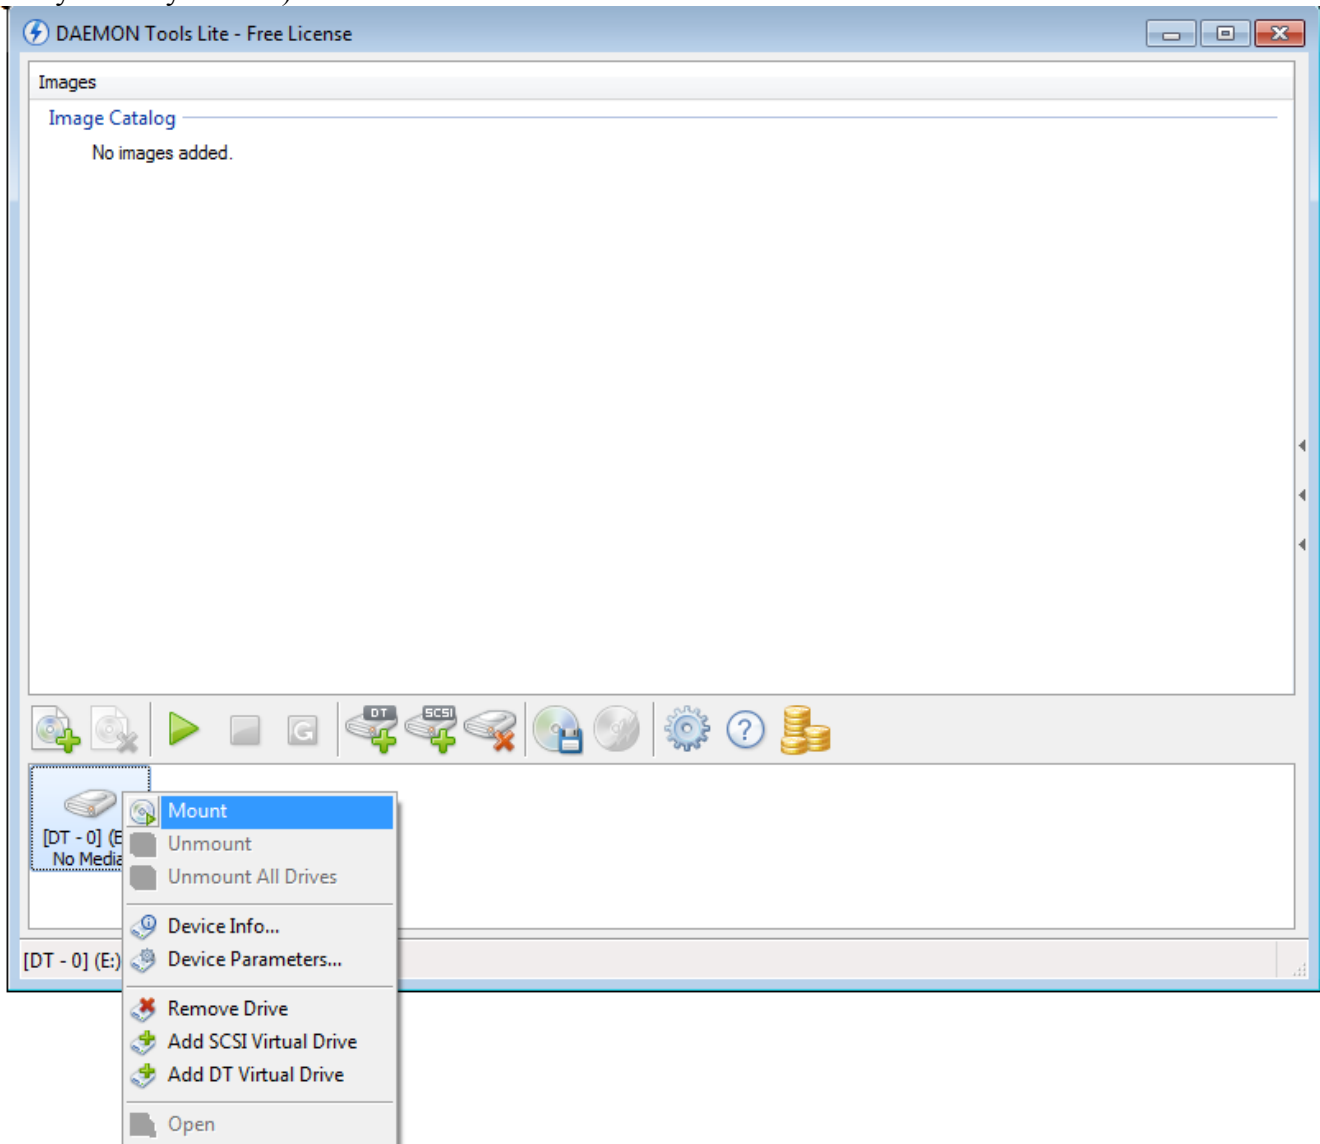 DAEMON Tools Lite - Free License
Images
Image Catalog
No images added.
DT
SCSI
G
?
[DT - 0] (E
No Media
Mount
Unmount
Unmount All Drives
Device Info...
Device Parameters...
[DT - 0] (E:)
Remove Drive
Add SCSI Virtual Drive
Add DT Virtual Drive
Open